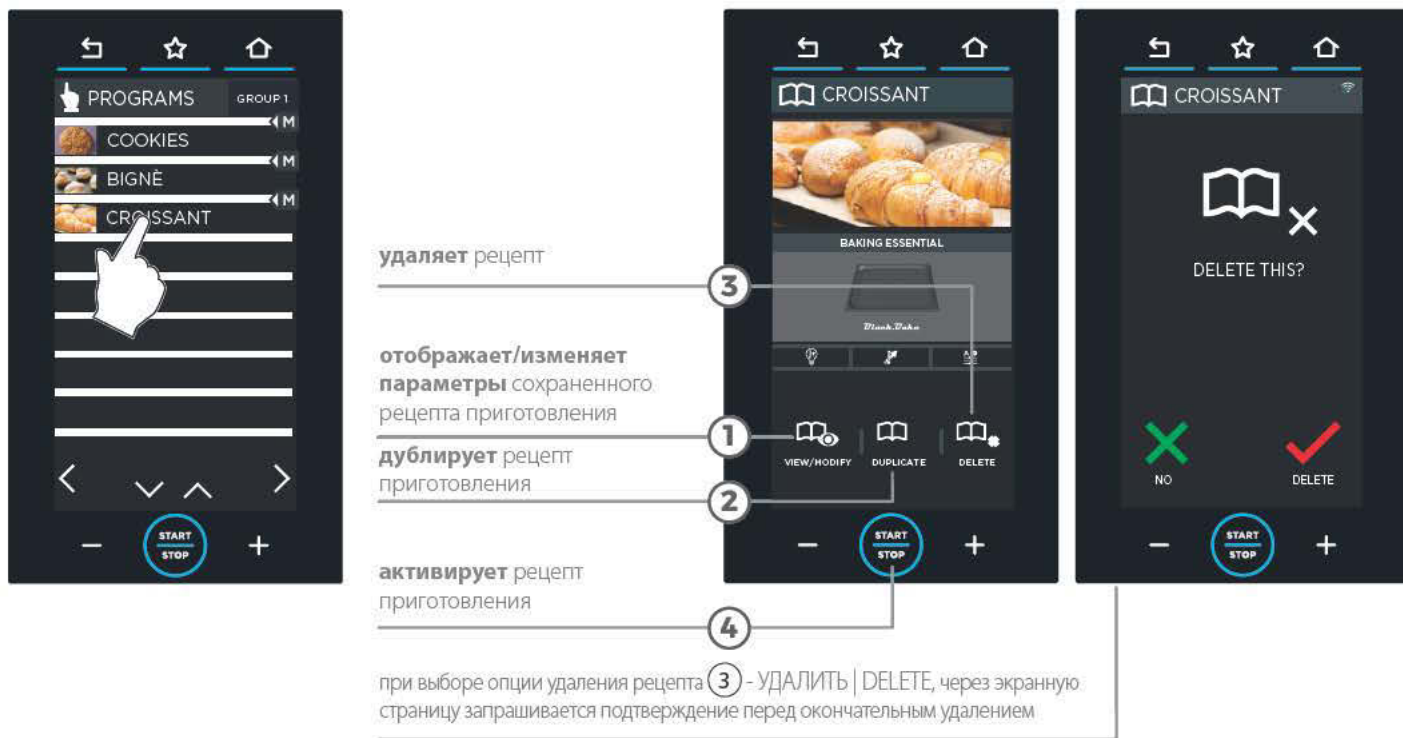 PROGRAMS GROUP 1
M
COOKIES
M
BIGNÈ
M
CROISSANT
START
STOP
удаляет рецепт
3
отображает/изменяет
параметры сохраненного
рецепта приготовления
1
дублирует рецепт
приготовления
2
активирует рецепт
приготовления
4
CROISSANT
BAKING ESSENTIAL
Black.Bake
VIEW/MODIFY DUPLICATE DELETE
START
STOP
CROISSANT
DELETE THIS?
NO DELETE
START
STOP
при выборе опции удаления рецепта 3 - УДАЛИТЬ | DELETE, через экранную
страницу запрашивается подтверждение перед окончательным удалением